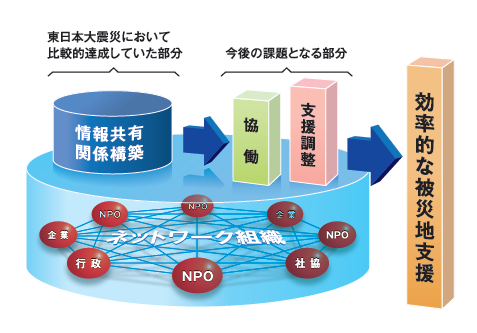 東日本大震災において
比較的達成していた部分
今後の課題となる部分
情報共有
関係構築
協働
支援調整
効率的な被災地支援
NPO
NPO
企業
企業
ネットワーク組織
NPO
行政
NPO
社協